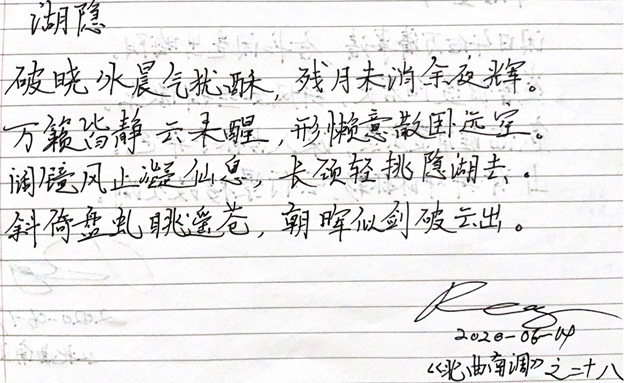 湖隐
破晓冰晨气犹酥，残月未消余夜辉。
万籁皆静云未醒，形懒意散困远空。
阔镜风止凝仙息，长颈轻挑隐湖去。
斜倚盘虬眺遥苍，朝晖似剑破云出。
2020-06-04
《北曲南调》之二十八